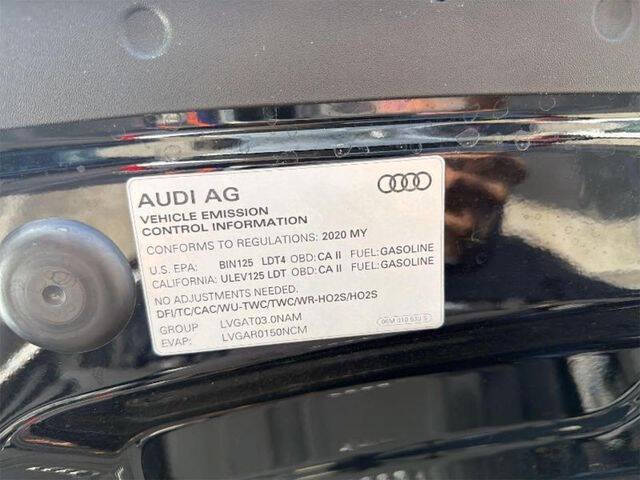 AUDI AG
VEHICLE EMISSION
CONTROL INFORMATION
CONFORMS TO REGULATIONS: 2020 MY
U.S. EPA: BIN125 LDT4 OBD: CA II FUEL: GASOLINE
CALIFORNIA: ULEV125 LDT OBD: CA II FUEL: GASOLINE
NO ADJUSTMENTS NEEDED.
DFI/TC/CAC/WU-TWC/TWC/WR-HO2S/HO2S
GROUP LVGAT03.0NAM
EVAP: LVGAR0150NCM